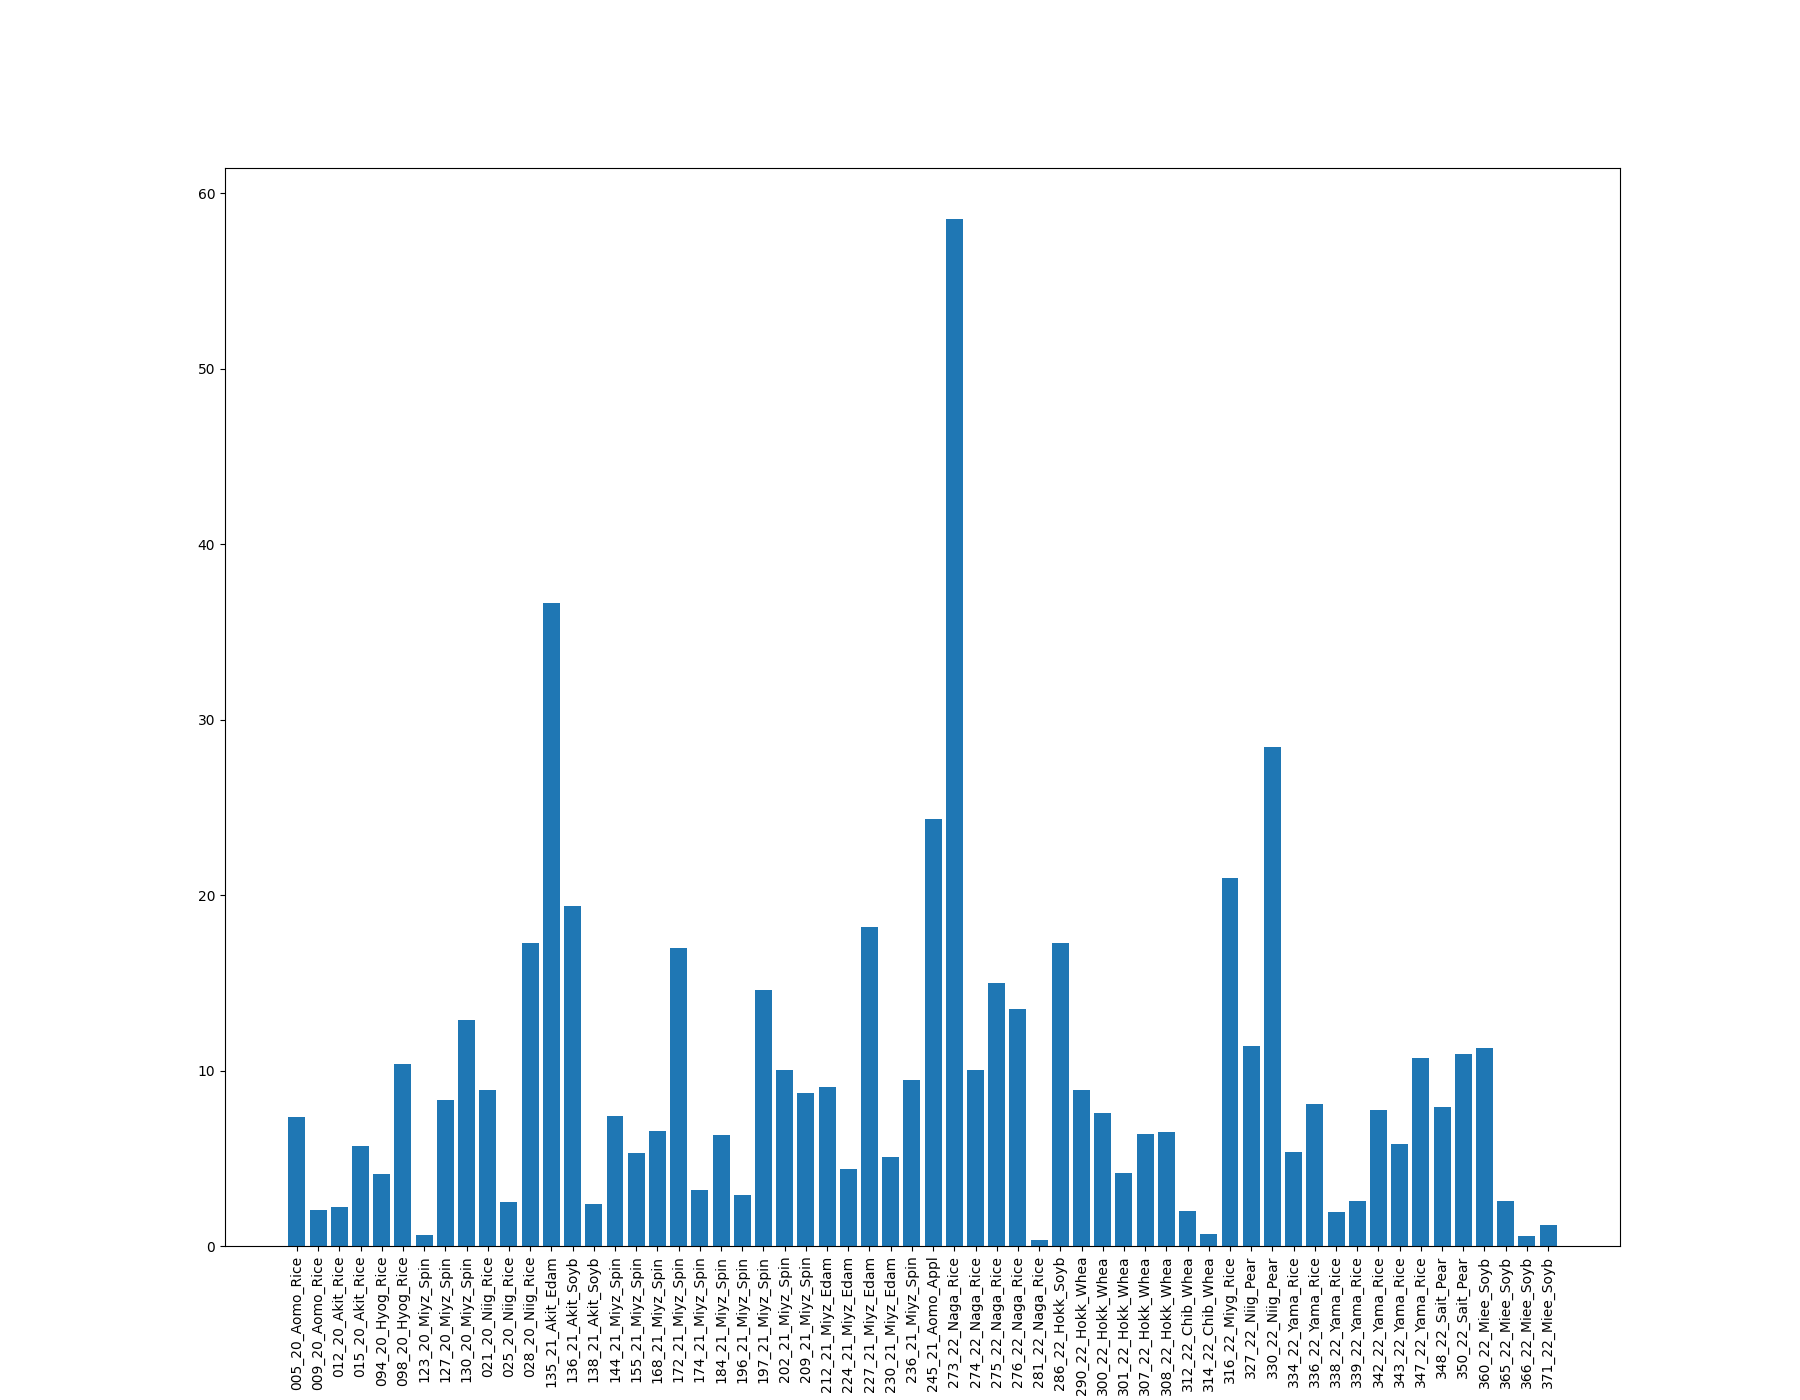 60
50
40
30
20
10
0
005_20_Aomo_Rice
009_20_Aomo_Rice
012_20_Akit_Rice
015_20_Akit_Rice
094_20_Hyog_Rice
098_20_Hyog_Rice
123_20_Miyz_Spin
127_20_Miyz_Spin
130_20_Miyz_Spin
021_20_Niig_Rice
025_20_Niig_Rice
028_20_Niig_Rice
135_21_Akit_Edam
136_21_Akit_Soyb
138_21_Akit_Soyb
144_21_Miyz_Spin
155_21_Miyz_Spin
168_21_Miyz_Spin
172_21_Miyz_Spin
174_21_Miyz_Spin
184_21_Miyz_Spin
196_21_Miyz_Spin
197_21_Miyz_Spin
202_21_Miyz_Spin
209_21_Miyz_Spin
212_21_Miyz_Edam
224_21_Miyz_Edam
227_21_Miyz_Edam
230_21_Miyz_Edam
236_21_Miyz_Spin
245_21_Aomo_Appl
273_22_Naga_Rice
274_22_Naga_Rice
275_22_Naga_Rice
276_22_Naga_Rice
281_22_Naga_Rice
286_22_Hokk_Soyb
290_22_Hokk_Whea
300_22_Hokk_Whea
301_22_Hokk_Whea
307_22_Hokk_Whea
308_22_Hokk_Whea
312_22_Chib_Whea
314_22_Chib_Whea
316_22_Miyg_Rice
327_22_Niig_Pear
330_22_Niig_Pear
334_22_Yama_Rice
336_22_Yama_Rice
338_22_Yama_Rice
339_22_Yama_Rice
342_22_Yama_Rice
343_22_Yama_Rice
347_22_Yama_Rice
348_22_Sait_Pear
350_22_Sait_Pear
360_22_Miee_Soyb
365_22_Miee_Soyb
366_22_Miee_Soyb
371_22_Miee_Soyb